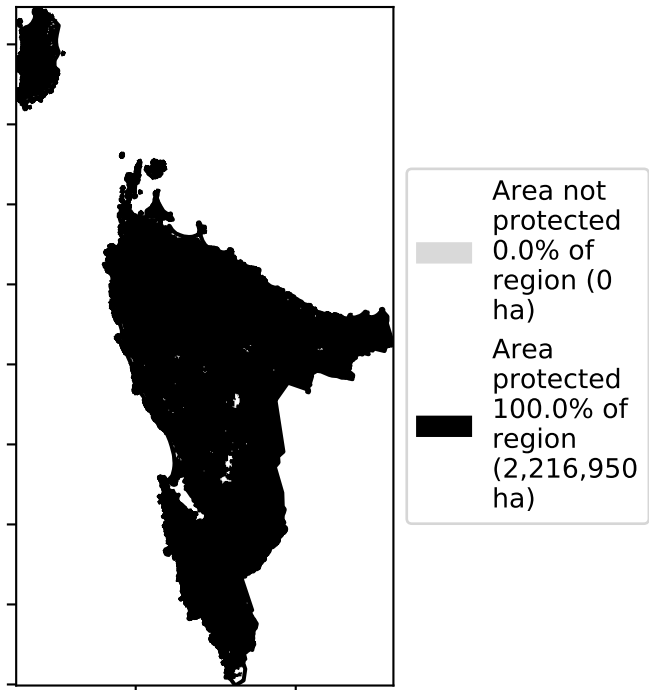 Area not
protected
0.0% of
region (0
ha)
Area
protected
100.0% of
region
(2,216,950
ha)